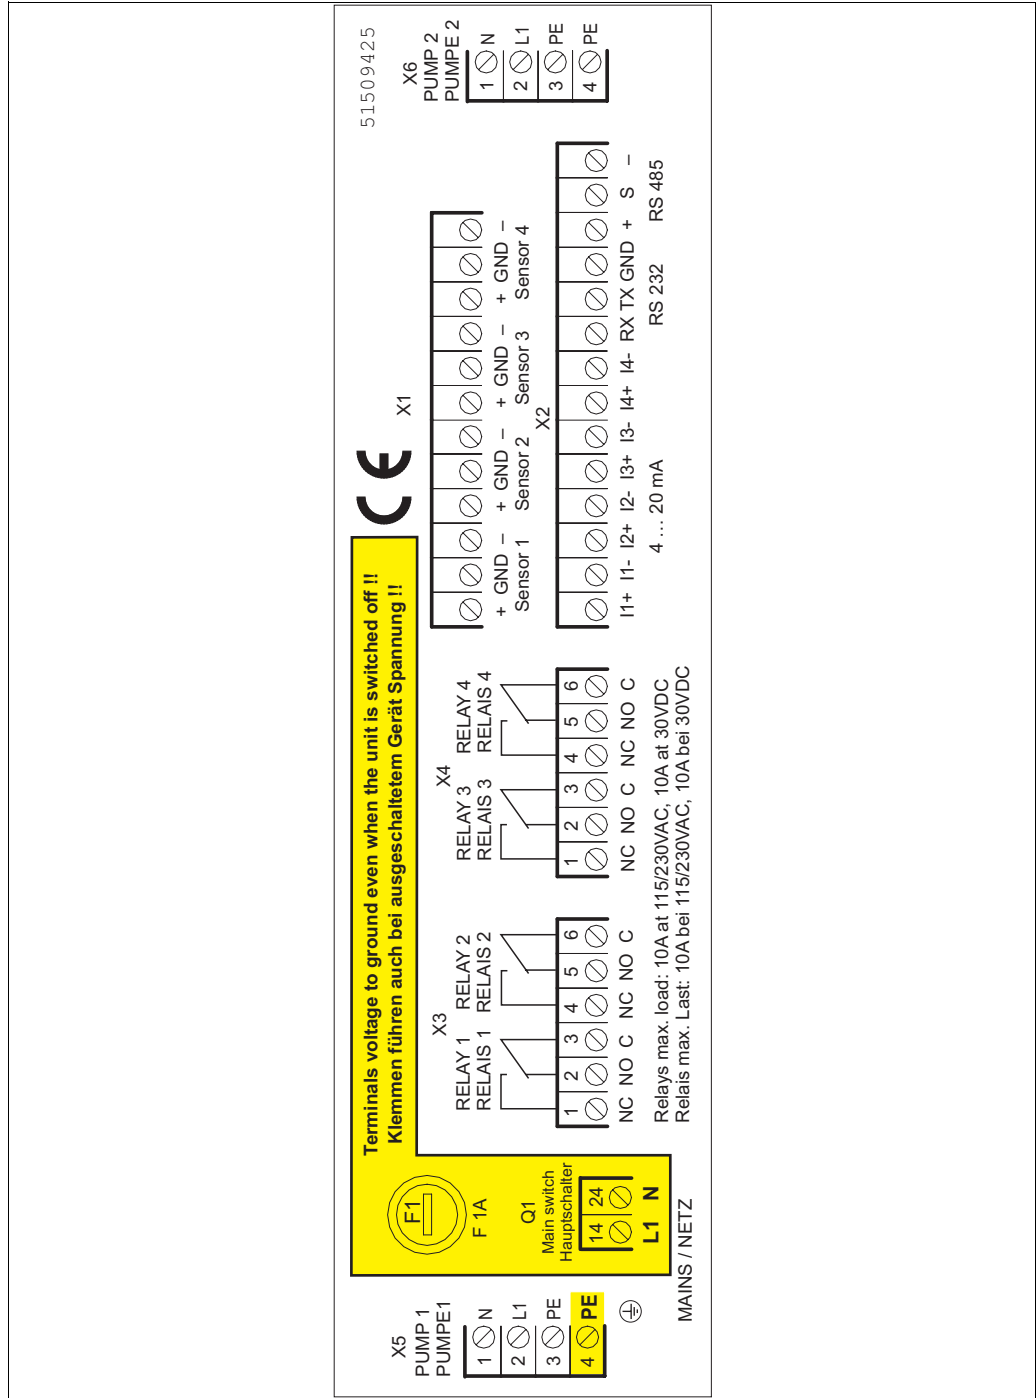 51509425
X5
PUMP 1
PUMPE1
1 N
2 L1
3 PE
4 PE
F1
F 1A
Q1
Main switch
Hauptschalter
14 24
L1 N
MAINS / NETZ
Terminals voltage to ground even when the unit is switched off !!
Klemmen führen auch bei ausgeschaltetem Gerät Spannung !!
CE
X3
RELAY 1 RELAY 2
RELAIS 1 RELAIS 2
1 2 3 4 5 6
NC NO C NC NO C
X4
RELAY 3 RELAY 4
RELAIS 3 RELAIS 4
1 2 3 4 5 6
NC NO C NC NO C
Relays max. load: 10A at 115/230VAC, 10A at 30VDC
Relais max. Last: 10A bei 115/230VAC, 10A bei 30VDC
X1
+ GND – + GND – + GND – + GND –
Sensor 1 Sensor 2 Sensor 3 Sensor 4
X2
I1+ I1- I2+ I2- I3+ I3- I4+ I4- RX TX GND + S –
4 ... 20 mA RS 232 RS 485
X6
PUMP 2
PUMPE 2
1 N
2 L1
3 PE
4 PE